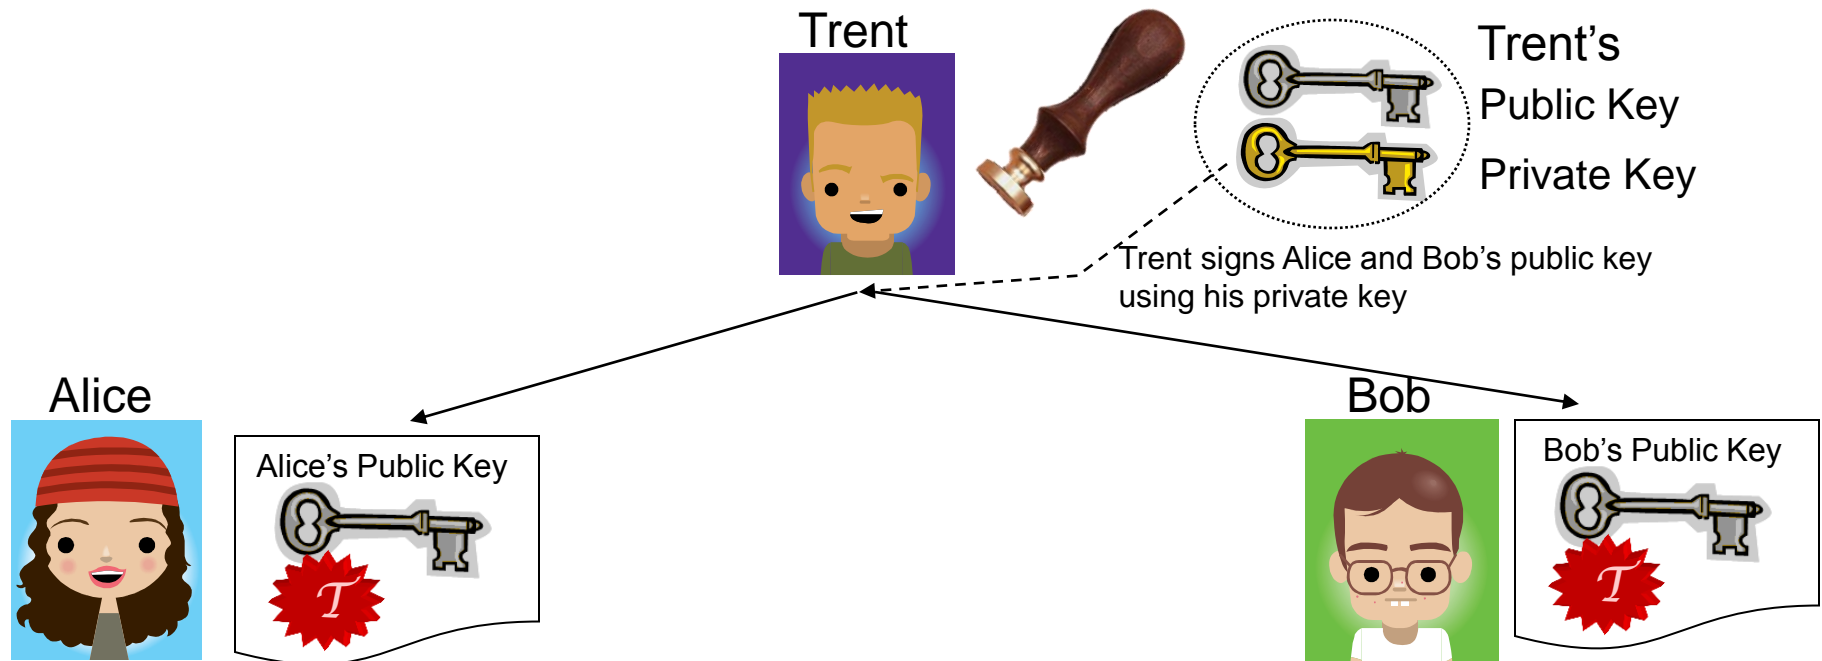 Trent
Trent's
Public Key
Private Key
Trent signs Alice and Bob's public key
using his private key
Alice
Alice's Public Key
T
Bob
Bob's Public Key
T